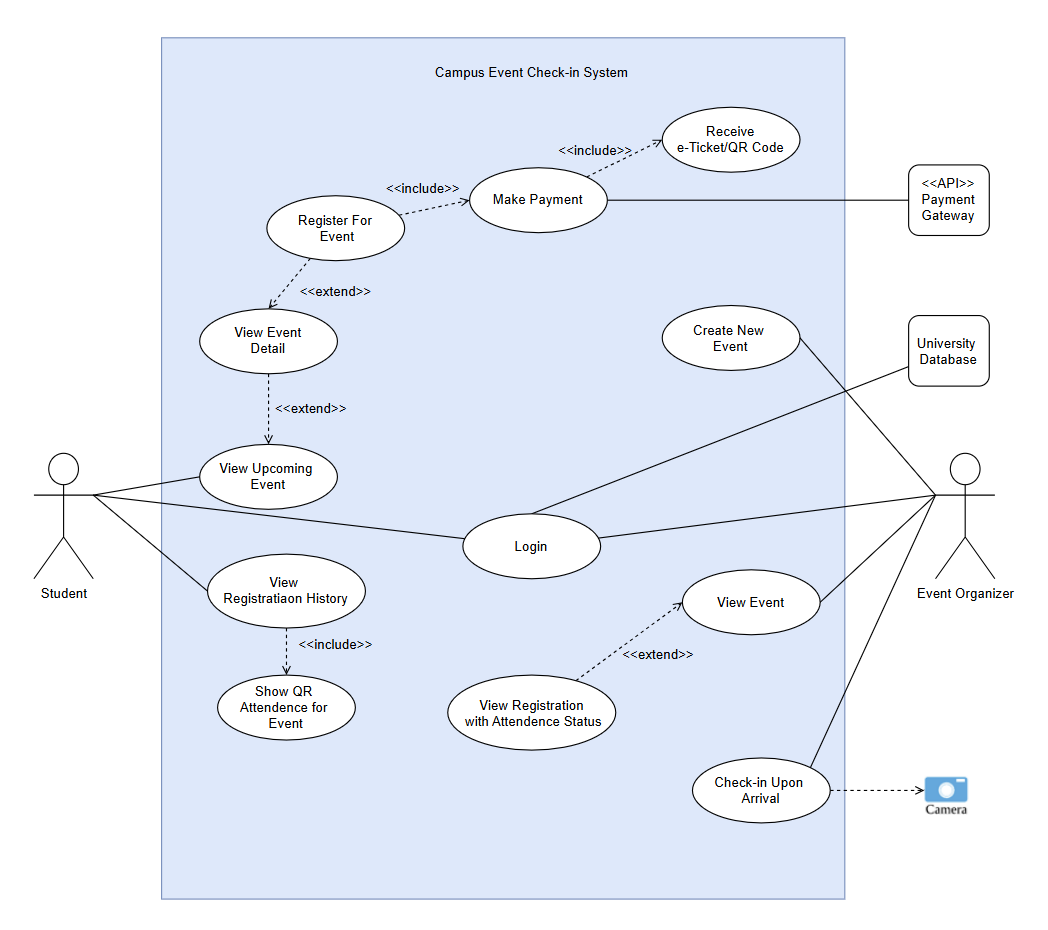 Campus Event Check-in System
Receive
e-Ticket/QR Code
<<include>>
<<include>>
Make Payment
<<API>>
Payment
Gateway
Register For
Event
<<extend>>
View Event
Detail
Create New
Event
University
Database
<<extend>>
View Upcoming
Event
Login
Student
Event Organizer
View
Registratiaon History
View Event
<<include>>
<<extend>>
Show QR
Attendence for
Event
View Registration
with Attendence Status
Check-in Upon
Arrival
Camera